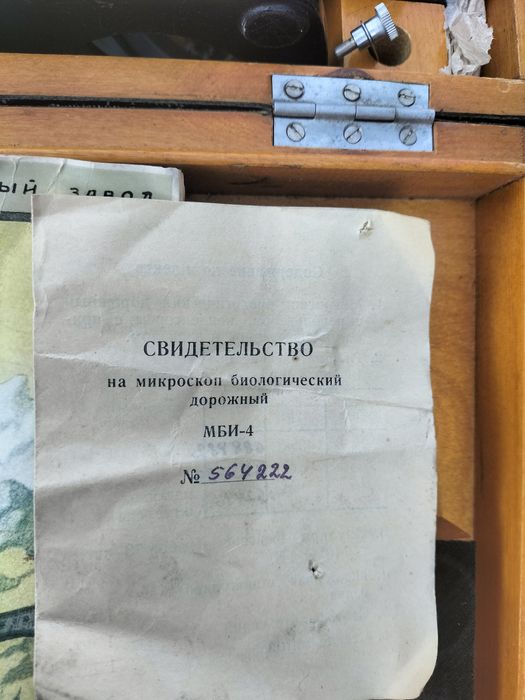 ЫЙ ЗАВОД
СВИДЕТЕЛЬСТВО
на микроскоп биологический
дорожный
МБИ-4
№ 564222